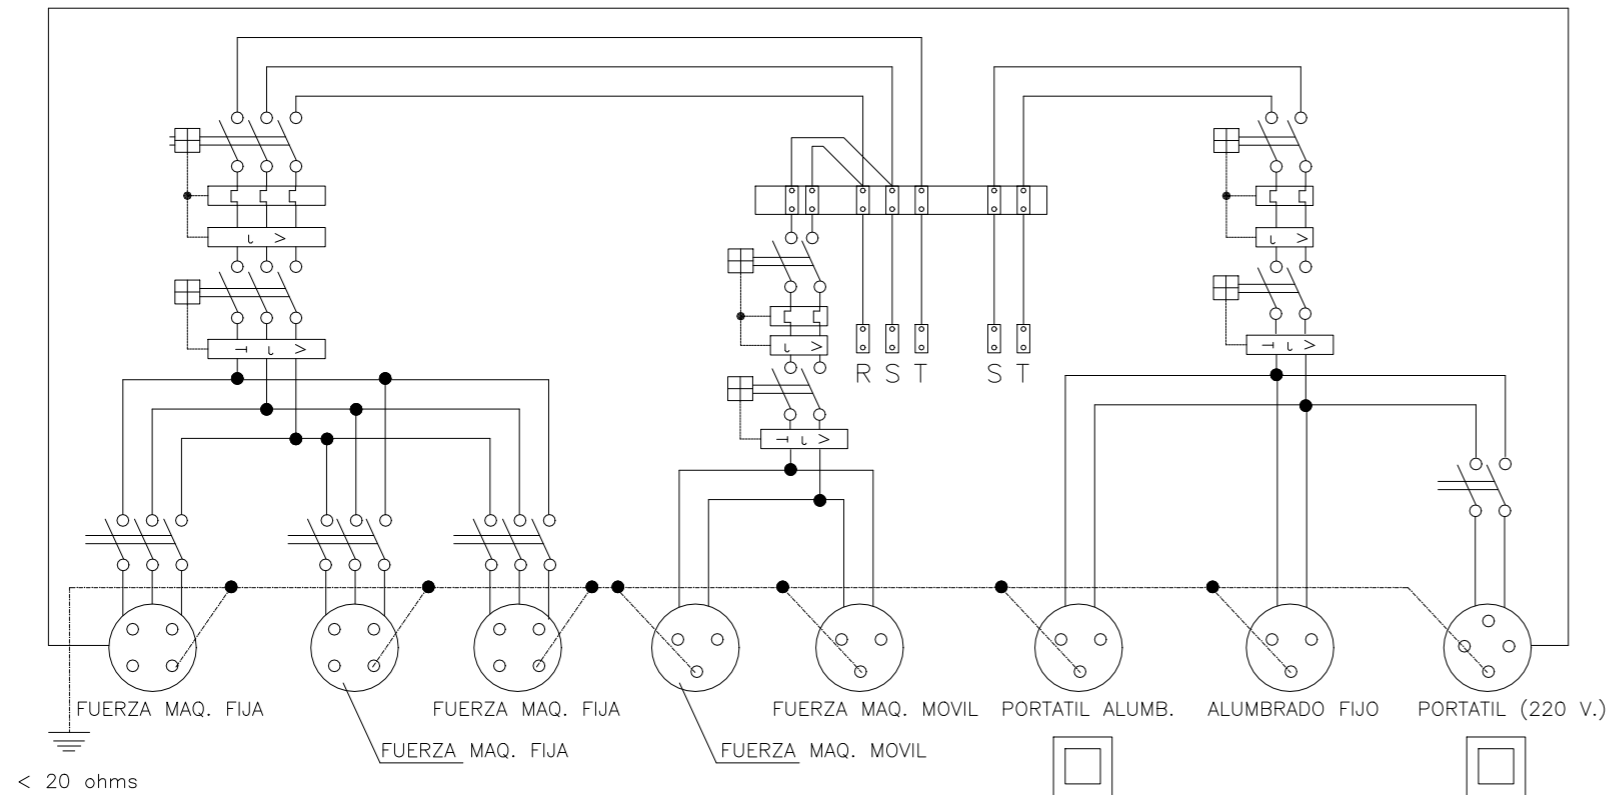 R S T S T
FUERZA MAQ. FIJA FUERZA MAQ. FIJA FUERZA MAQ. MOVIL PORTATIL ALUMB. ALUMBRADO FIJO PORTATIL (220 V.)
FUERZA MAQ. FIJA FUERZA MAQ. MOVIL
< 20 ohms